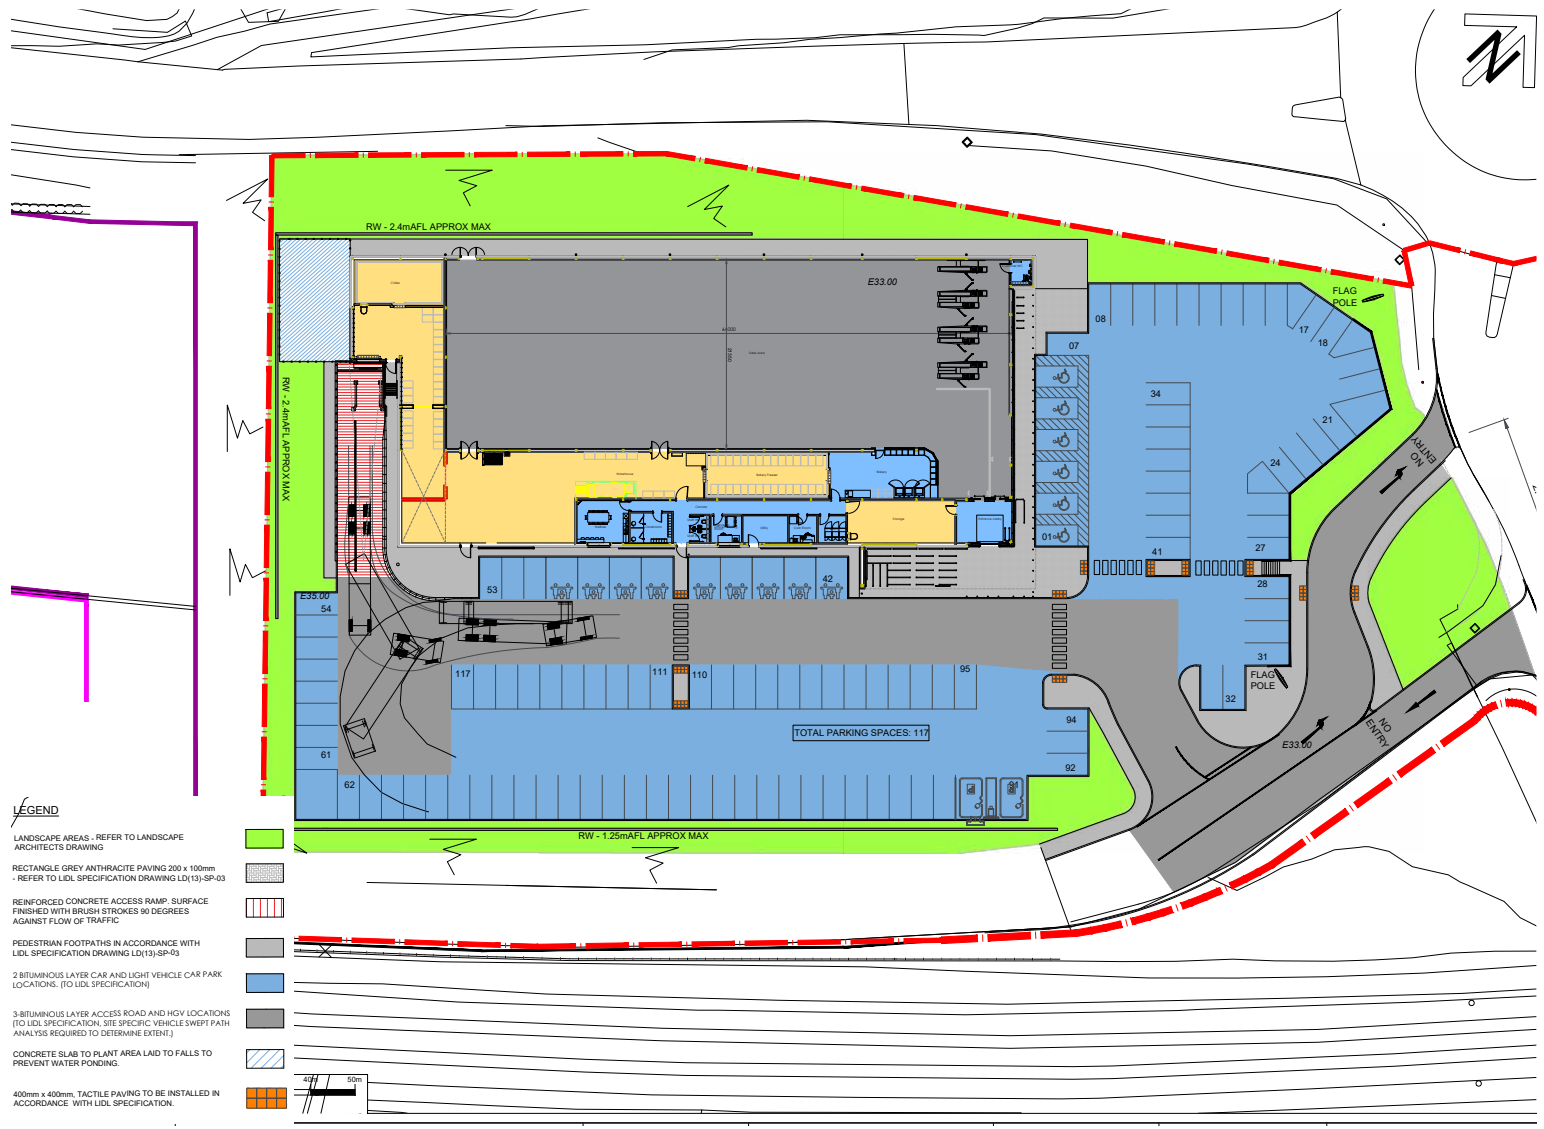 N
RW - 2.4mAFL APPROX MAX
E33.00
FLAG
POLE
08
17
18
07
34
21
24
RW - 2.4mAFL APPROX MAX
NO
ENTRY
01
41
27
28
53
42
E35.00
54
31
117
111
110
95
FLAG
POLE
32
94
TOTAL PARKING SPACES: 117
NO
ENTRY
E33.00
61
92
62
RW - 1.25mAFL APPROX MAX
LEGEND
LANDSCAPE AREAS - REFER TO LANDSCAPE
ARCHITECTS DRAWING
RECTANGLE GREY ANTHRACITE PAVING 200 x 100mm
- REFER TO LIDL SPECIFICATION DRAWING LD(13)-SP-03
REINFORCED CONCRETE ACCESS RAMP. SURFACE
FINISHED WITH BRUSH STROKES 90 DEGREES
AGAINST FLOW OF TRAFFIC
PEDESTRIAN FOOTPATHS IN ACCORDANCE WITH
LIDL SPECIFICATION DRAWING LD(13)-SP-03
2 BITUMINOUS LAYER CAR AND LIGHT VEHICLE CAR PARK
LOCATIONS. (TO LIDL SPECIFICATION)
3-BITUMINOUS LAYER ACCESS ROAD AND HGV LOCATIONS
(TO LIDL SPECIFICATION, SITE SPECIFIC VEHICLE SWEPT PATH
ANALYSIS REQUIRED TO DETERMINE EXTENT.)
CONCRETE SLAB TO PLANT AREA LAID TO FALLS TO
PREVENT WATER PONDING.
400mm x 400mm, TACTILE PAVING TO BE INSTALLED IN
ACCORDANCE WITH LIDL SPECIFICATION.
40m 50m